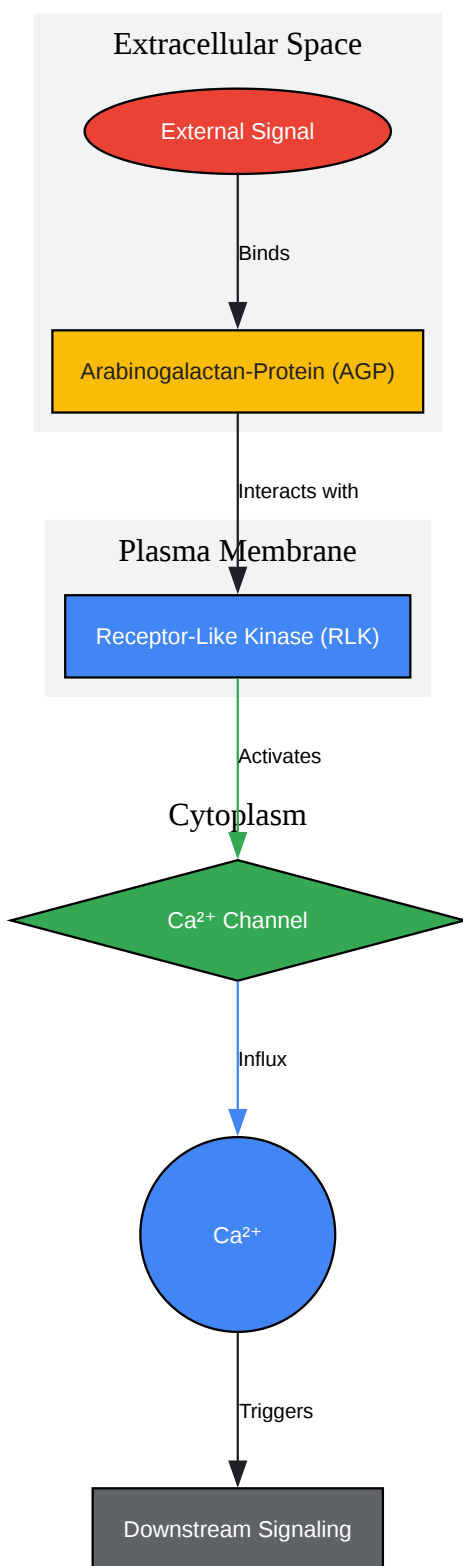 Extracellular Space
External Signal
Binds
Arabinogalactan-Protein (AGP)
Interacts with
Plasma Membrane
Receptor-Like Kinase (RLK)
Activates
Cytoplasm
Ca²⁺ Channel
Influx
Ca²⁺
Triggers
Downstream Signaling